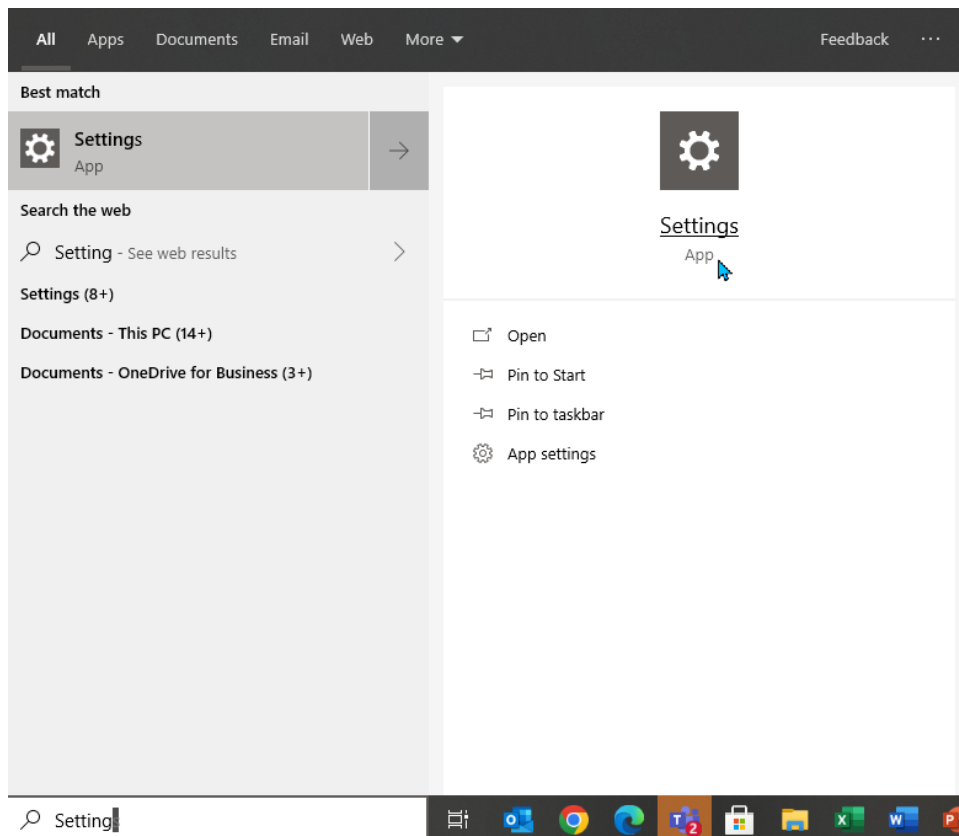 All Apps Documents Email Web More Feedback ...
Best match
Settings
App
Search the web
Setting - See web results
Settings (8+)
Documents - This PC (14+)
Documents - OneDrive for Business (3+)
Settings
App
Open
Pin to Start
Pin to taskbar
App settings
Settings
2